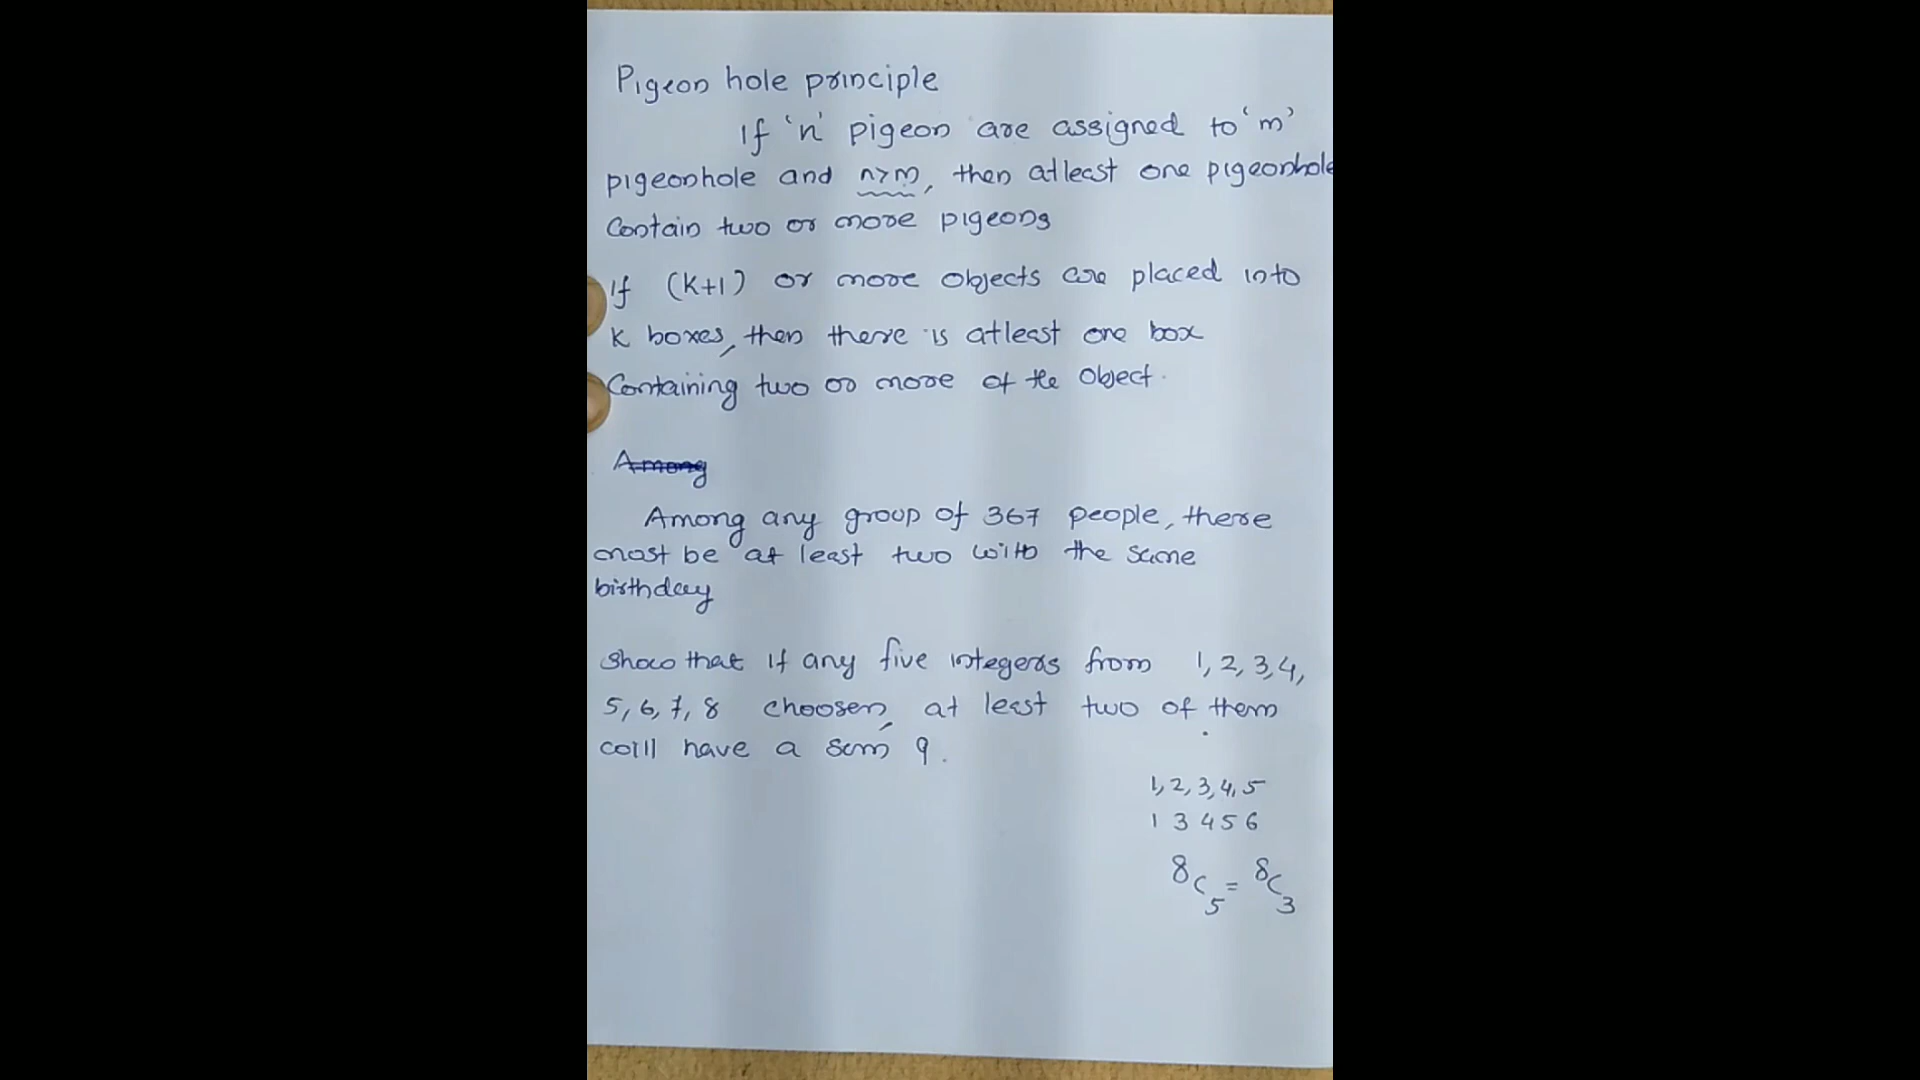 Pigeon hole principle
If 'n' pigeon are assigned to 'm'
pigeonhole and n>m, then atleast one pigeonhole
Contain two or more pigeons
If (K+1) or more objects are placed into
K boxes, then there is atleast one box
Containing two or more of the object.
Among
Among any group of 367 people, there
must be at least two with the same
birthday
Show that if any five integers from 1, 2, 3, 4,
5, 6, 7, 8 choosen, at least two of them
will have a sum 9.
1, 2, 3, 4, 5
1 3 4 5 6
8C5 = 8C3